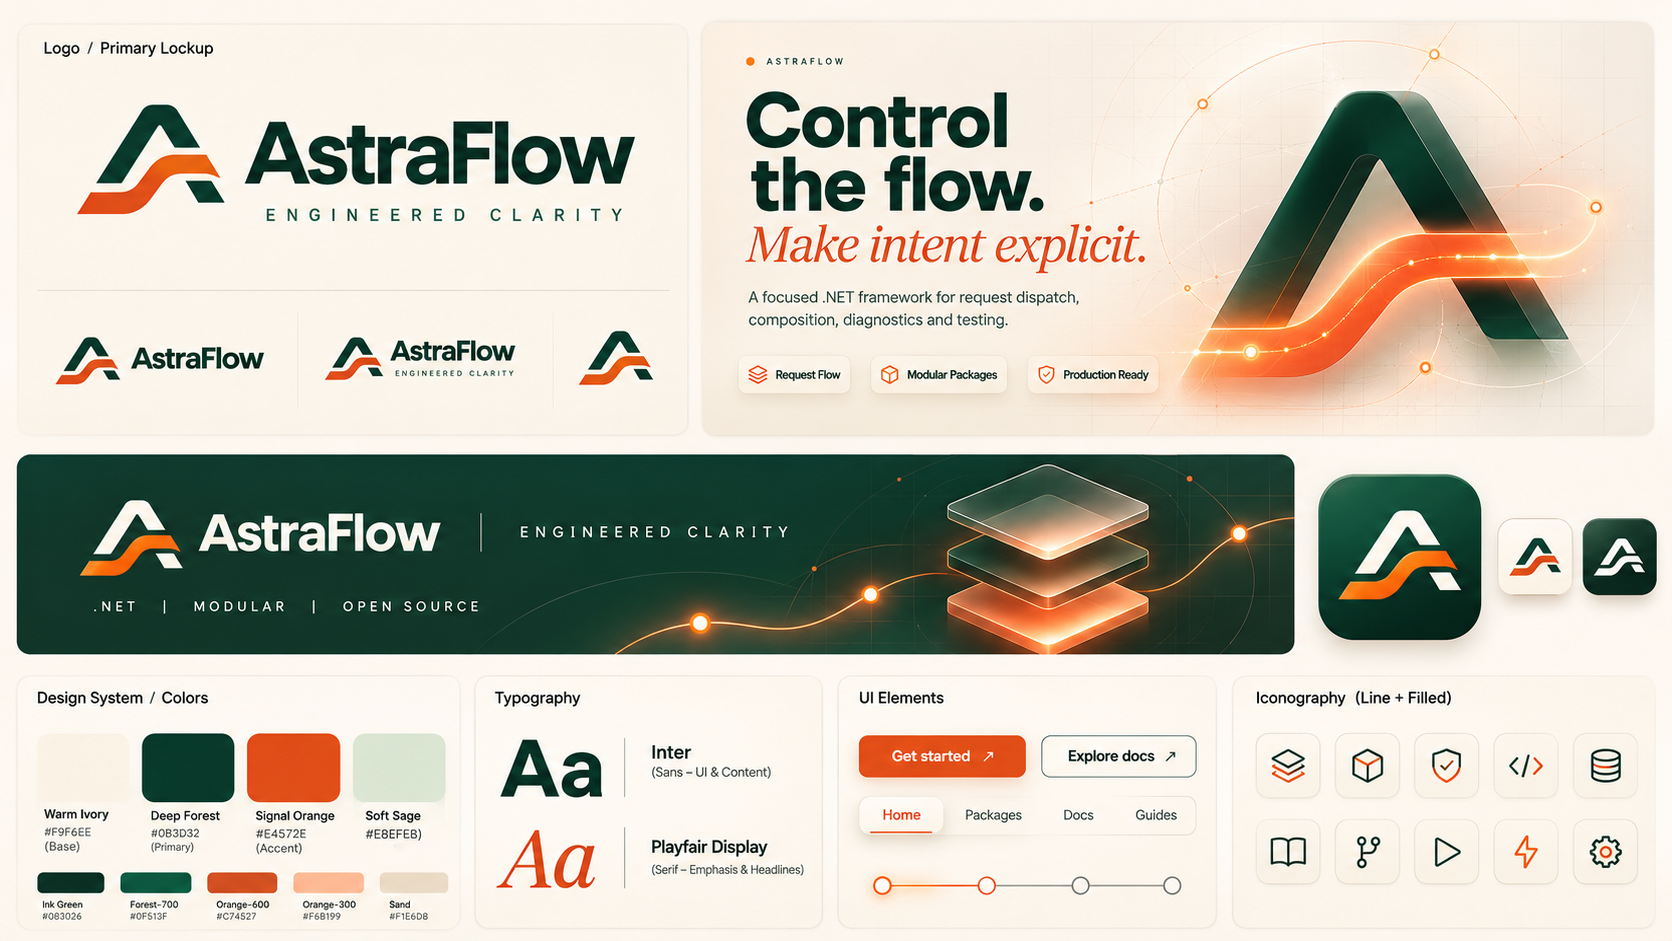 Logo / Primary Lockup
AstraFlow
ENGINEERED CLARITY
AstraFlow
AstraFlow
ENGINEERED CLARITY
ASTRAFLOW
Control
the flow.
Make intent explicit.
A focused .NET framework for request dispatch,
composition, diagnostics and testing.
Request Flow
Modular Packages
Production Ready
AstraFlow
ENGINEERED CLARITY
.NET | MODULAR | OPEN SOURCE
Design System / Colors
Warm Ivory
#F9F6EE
(Base)
Deep Forest
#0B3D32
(Primary)
Signal Orange
#E4572E
(Accent)
Soft Sage
#E8EFEB)
Ink Green
#083026
Forest-700
#0F513F
Orange-600
#C74527
Orange-300
#F6B199
Sand
#F1E6D8
Typography
Aa
Inter
(Sans – UI & Content)
Aa
Playfair Display
(Serif – Emphasis & Headlines)
UI Elements
Get started ↗
Explore docs ↗
Home
Packages
Docs
Guides
Iconography (Line + Filled)